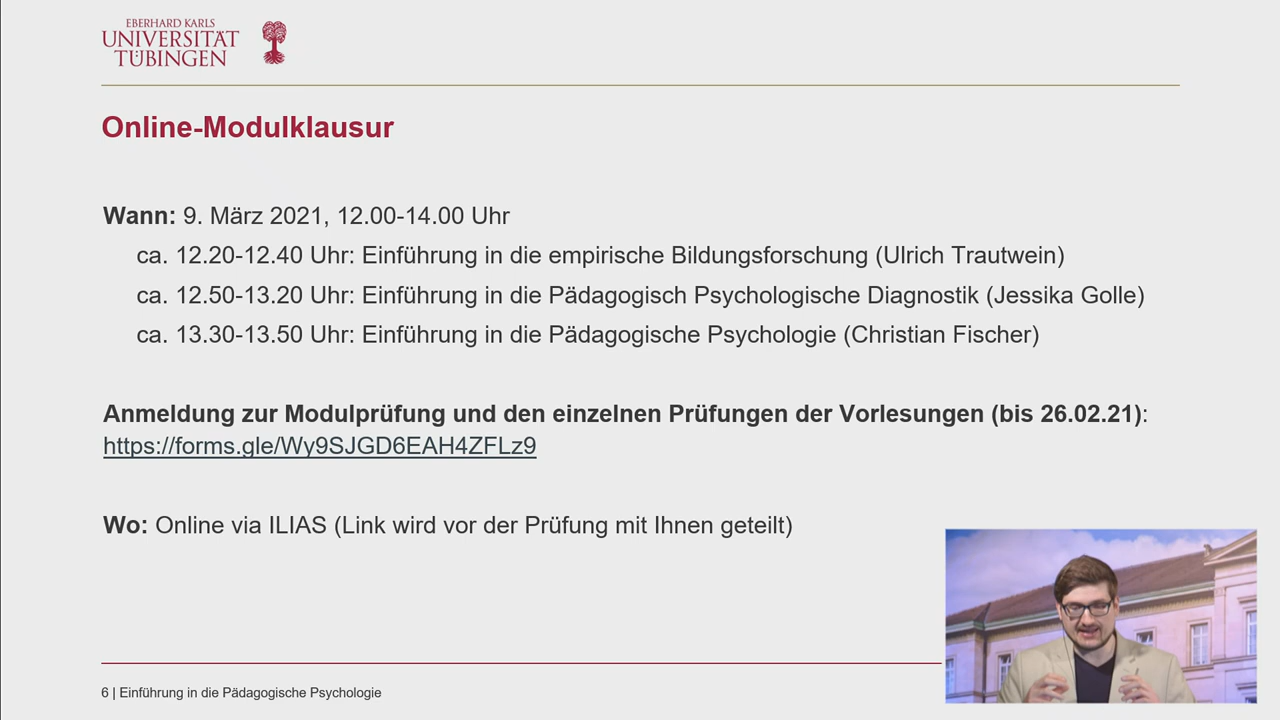 EBERHARD KARLS
UNIVERSITÄT
TÜBINGEN
Online-Modulklausur
Wann: 9. März 2021, 12.00-14.00 Uhr
ca. 12.20-12.40 Uhr: Einführung in die empirische Bildungsforschung (Ulrich Trautwein)
ca. 12.50-13.20 Uhr: Einführung in die Pädagogisch Psychologische Diagnostik (Jessika Golle)
ca. 13.30-13.50 Uhr: Einführung in die Pädagogische Psychologie (Christian Fischer)
Anmeldung zur Modulprüfung und den einzelnen Prüfungen der Vorlesungen (bis 26.02.21):
https://forms.gle/Wy9SJGD6EAH4ZFLz9
Wo: Online via ILIAS (Link wird vor der Prüfung mit Ihnen geteilt)
6 | Einführung in die Pädagogische Psychologie